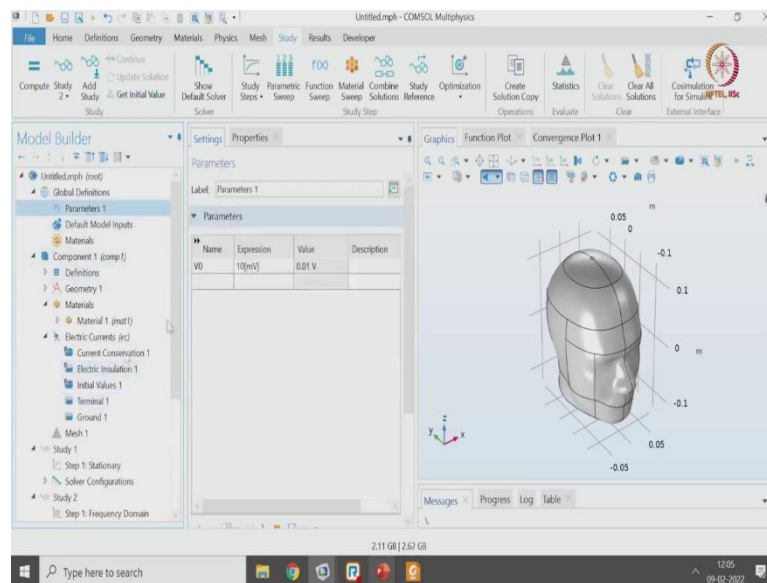 Untitled.mph - COMSOL Multiphysics
File Home Definitions Geometry Materials Physics Mesh Study Results Developer
Continue
Update Solution
Get Initial Value
Compute Study 2 Add Study
Show Default Solver
Study Steps Parametric Sweep Function Sweep Material Sweep Combine Solutions Study Reference
Optimization
Create Solution Copy
Statistics
Clear Solutions Clear All Solutions
Cosimulation for Simulink
NPTEL, IISc
Study Solver Study Step Operations Evaluate Clear External Interface
Model Builder
Untitled.mph (root)
Global Definitions
Parameters 1
Default Model Inputs
Materials
Component 1 (comp1)
Definitions
Geometry 1
Materials
Material 1 (mat1)
Electric Currents (ec)
Current Conservation 1
Electric Insulation 1
Initial Values 1
Terminal 1
Ground 1
Mesh 1
Study 1
Step 1: Stationary
Solver Configurations
Study 2
Step 1: Frequency Domain
Settings Properties
Parameters
Label: Parameters 1
Parameters
Name Expression Value Description
V0 10[mV] 0.01 V
Graphics Function Plot Convergence Plot 1
m
0.05
0
-0.1
0.1
0
m
-0.1
0.05
-0.05
z
y
x
Messages Progress Log Table
2.11 GB | 2.62 GB
Type here to search
12:05
09-02-2022